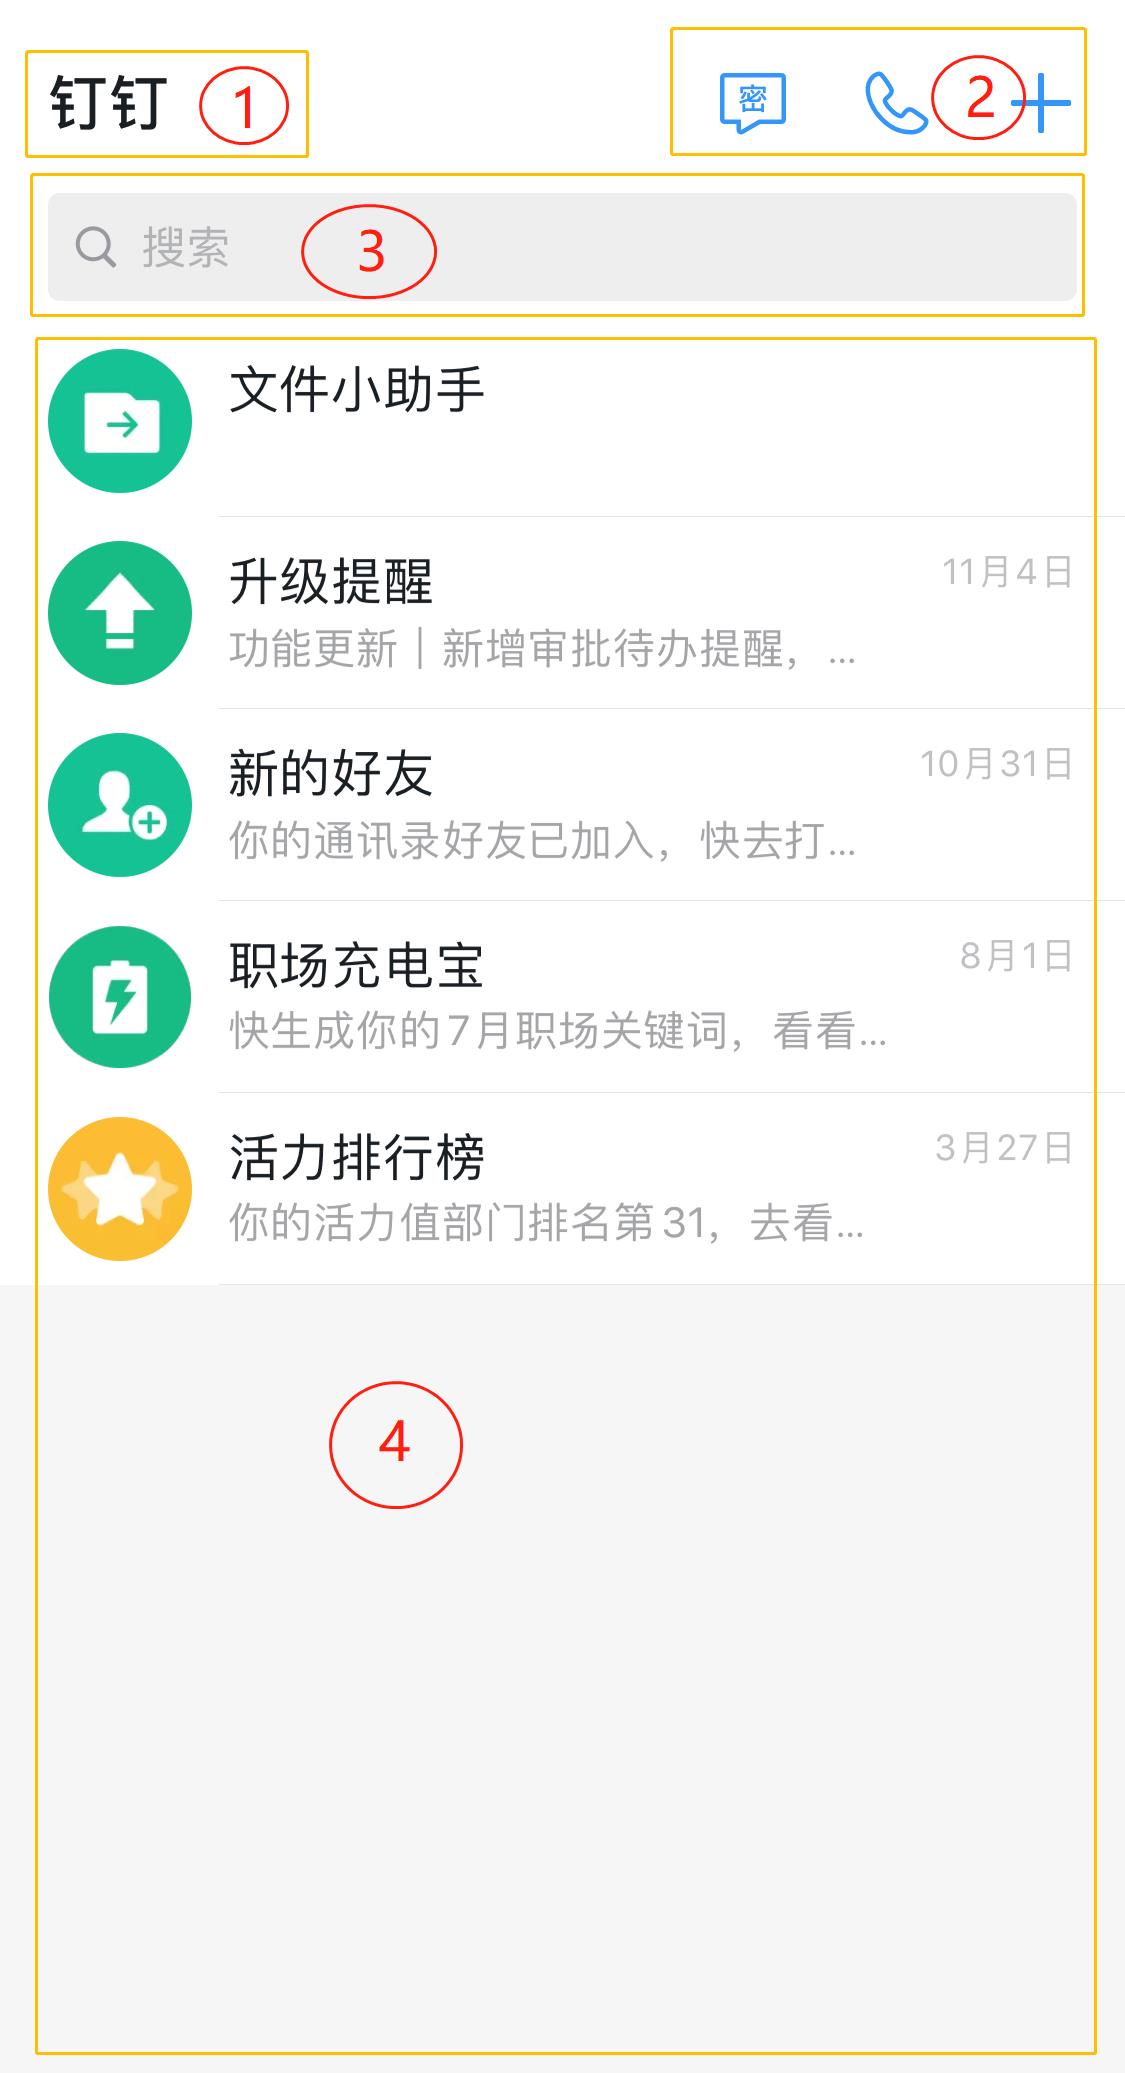 钉钉 1
密 2
搜索 3
文件小助手
升级提醒 11月4日
功能更新｜新增审批待办提醒，...
新的好友 10月31日
你的通讯录好友已加入，快去打...
职场充电宝 8月1日
快生成你的7月职场关键词，看看...
活力排行榜 3月27日
你的活力值部门排名第31，去看...
4